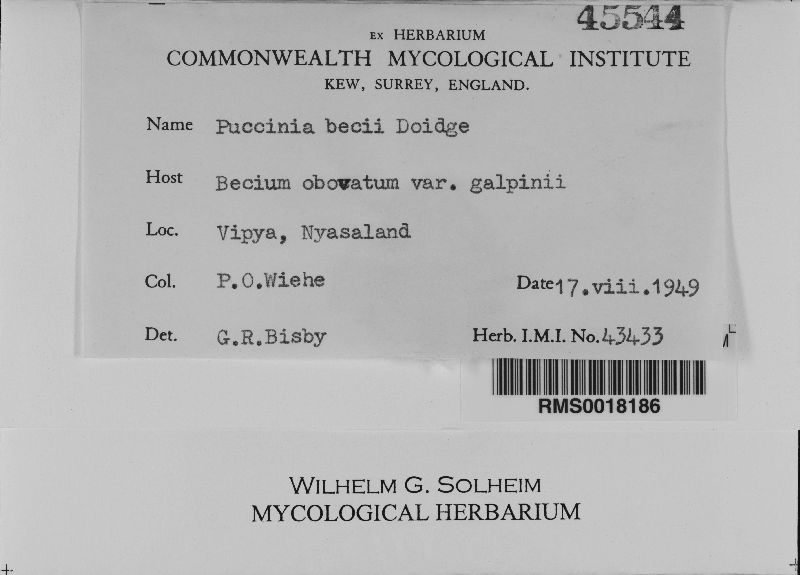 45544
EX HERBARIUM
COMMONWEALTH MYCOLOGICAL INSTITUTE
KEW, SURREY, ENGLAND.
Name Puccinia becii Doidge
Host Becium obovatum var. galpinii
Loc. Vipya, Nyasaland
Col. P.O.Wiehe Date 17.viii.1949
Det. G.R.Bisby Herb. I.M.I. No. 43433
RMS0018186
WILHELM G. SOLHEIM
MYCOLOGICAL HERBARIUM